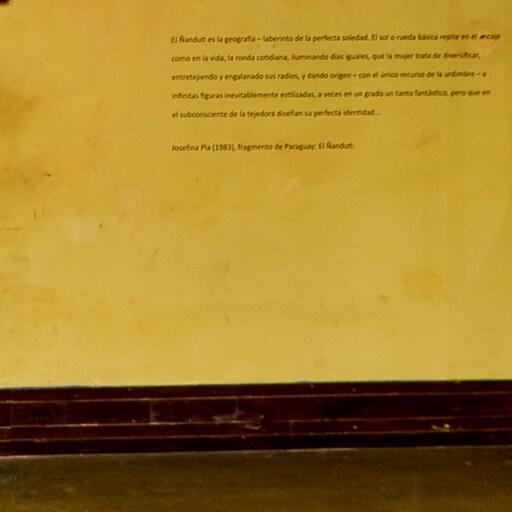 El Ñandutí es la geografía – laberinto de la perfecta soledad. El sol o rueda básica repite en el encaje
como en la vida, la ronda cotidiana, iluminando días iguales, que la mujer trata de diversificar,
entretejiendo y engalanado sus radios, y dando origen – con el único recurso de la urdimbre – a
infinitas figuras inevitablemente estilizadas, a veces en un grado un tanto fantástico, pero que en
el subconsciente de la tejedora diseñan su perfecta identidad...
Josefina Pla (1983), fragmento de Paraguay: El Ñandutí.